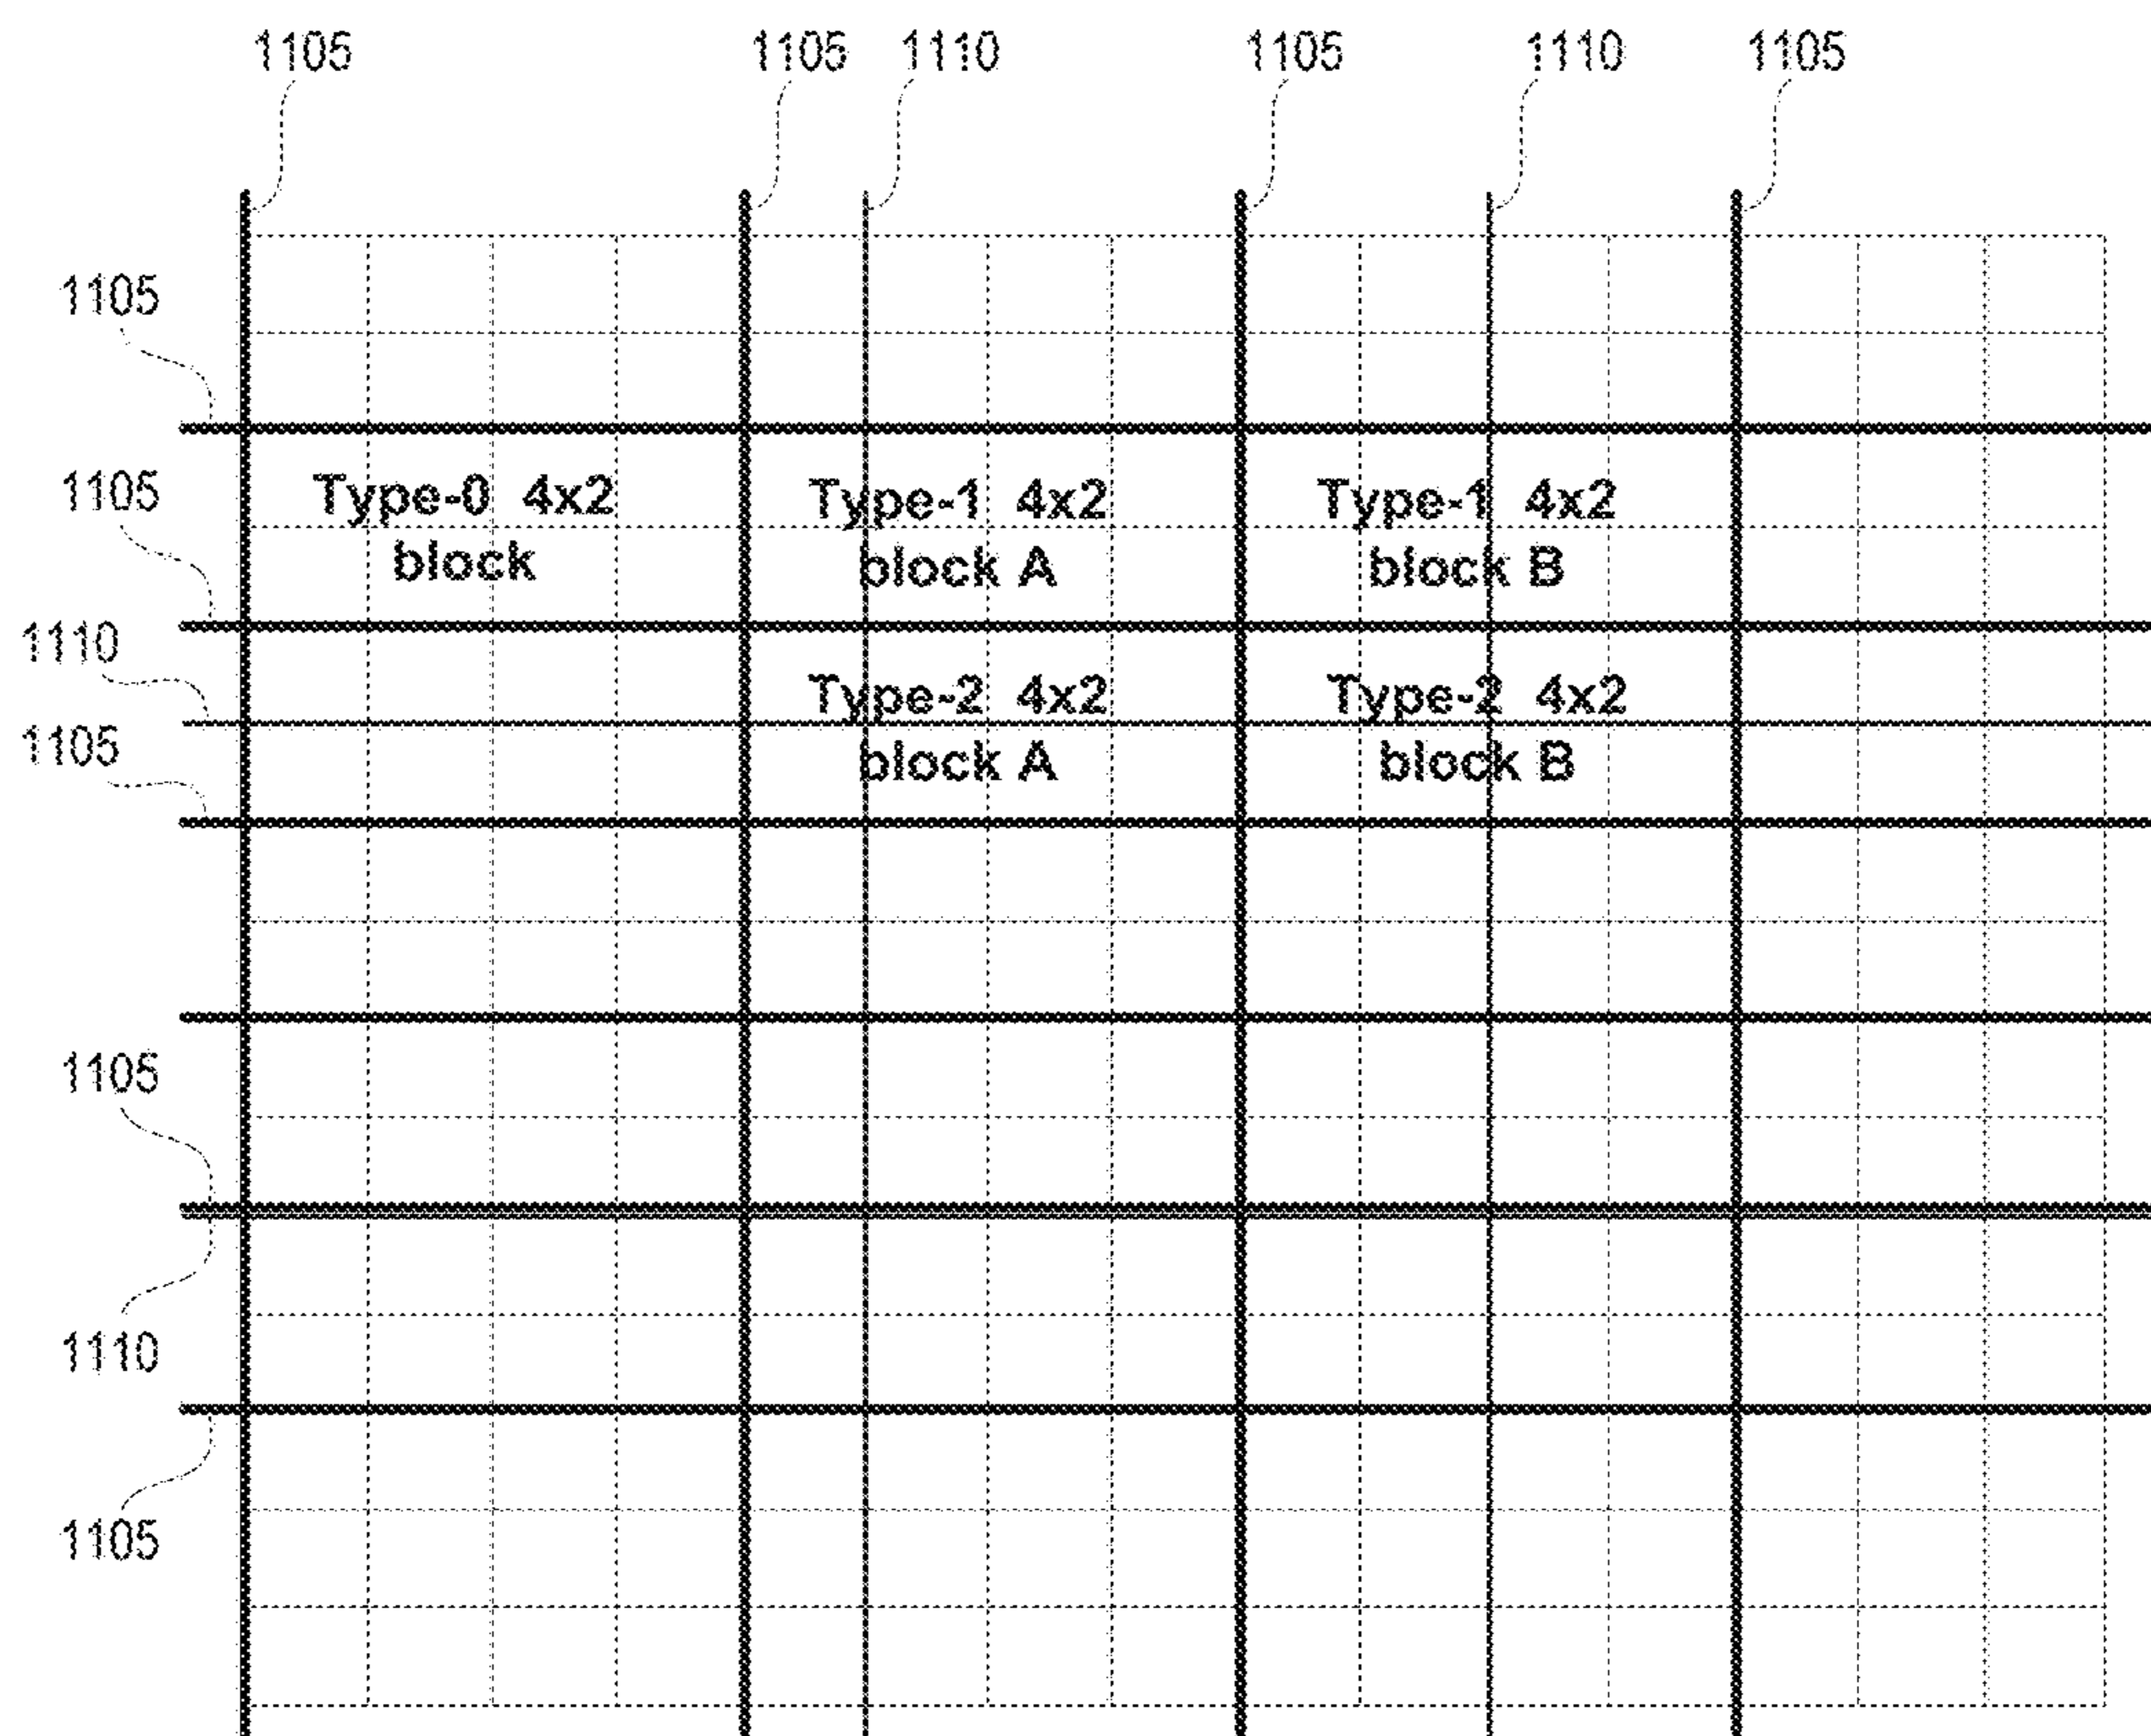 1105 1105 1110 1105 1110 1105
1105
1105
Type-0 4x2
block
Type-1 4x2
block A
Type-1 4x2
block B
1110
Type-2 4x2
block A
Type-2 4x2
block B
1105
1105
1110
1105